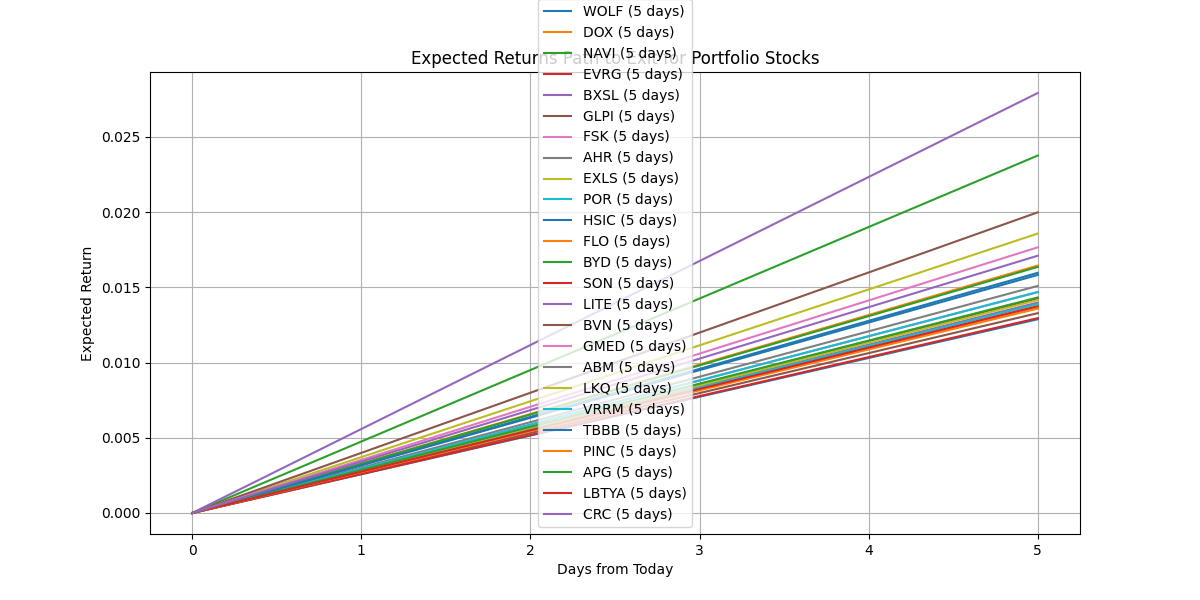 WOLF (5 days)
DOX (5 days)
NAVI (5 days)
Expected Returns Path to Exit for Portfolio Stocks
EVRG (5 days)
BXSL (5 days)
GLPI (5 days)
FSK (5 days)
AHR (5 days)
EXLS (5 days)
POR (5 days)
HSIC (5 days)
FLO (5 days)
BYD (5 days)
SON (5 days)
LITE (5 days)
BVN (5 days)
GMED (5 days)
ABM (5 days)
LKQ (5 days)
VRRM (5 days)
TBBB (5 days)
PINC (5 days)
APG (5 days)
LBTYA (5 days)
CRC (5 days)
Expected Return
0.025
0.020
0.015
0.010
0.005
0.000
0 1 2 3 4 5
Days from Today